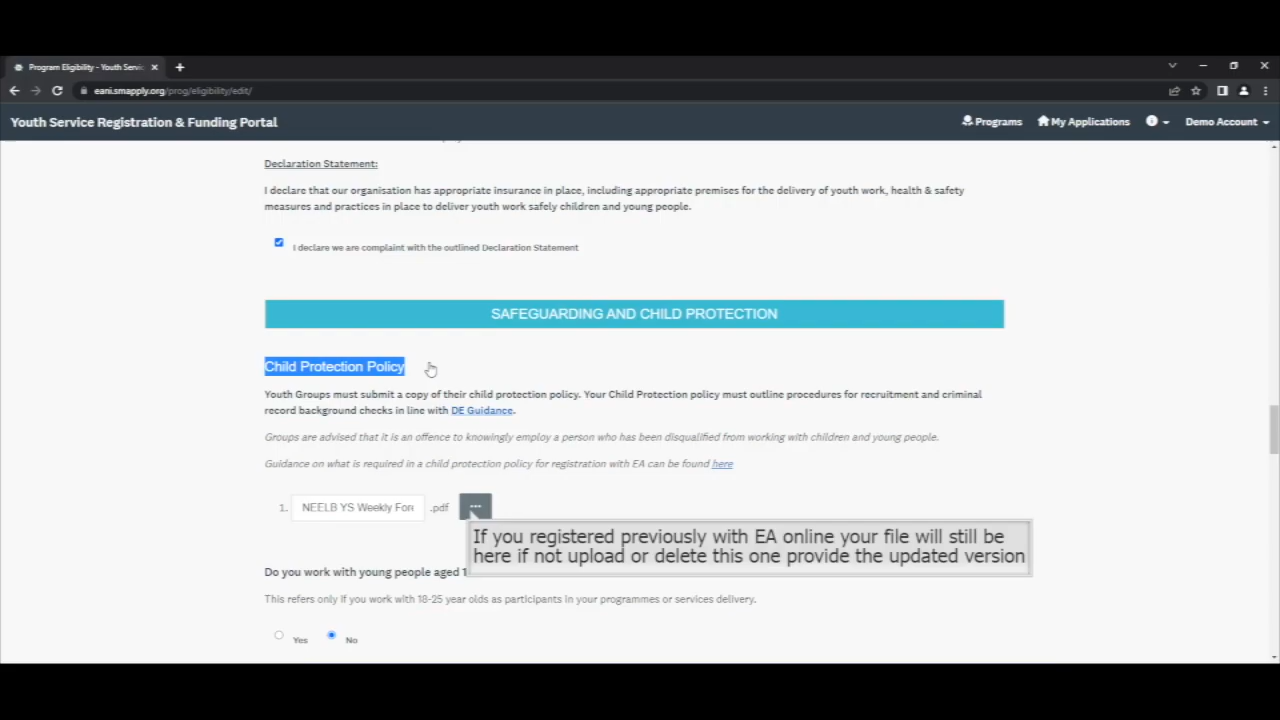 Program Eligibility - Youth Servi
eani.smapply.org/prog/eligibility/edit/
Youth Service Registration & Funding Portal
Programs
My Applications
Demo Account
Declaration Statement:
I declare that our organisation has appropriate insurance in place, including appropriate premises for the delivery of youth work, health & safety
measures and practices in place to deliver youth work safely children and young people.
I declare we are complaint with the outlined Declaration Statement
SAFEGUARDING AND CHILD PROTECTION
Child Protection Policy
Youth Groups must submit a copy of their child protection policy. Your Child Protection policy must outline procedures for recruitment and criminal
record background checks in line with DE Guidance.
Groups are advised that it is an offence to knowingly employ a person who has been disqualified from working with children and young people.
Guidance on what is required in a child protection policy for registration with EA can be found here
1. NEELB YS Weekly For .pdf ...
If you registered previously with EA online your file will still be
here if not upload or delete this one provide the updated version
Do you work with young people aged 1
This refers only if you work with 18-25 year olds as participants in your programmes or services delivery.
Yes No